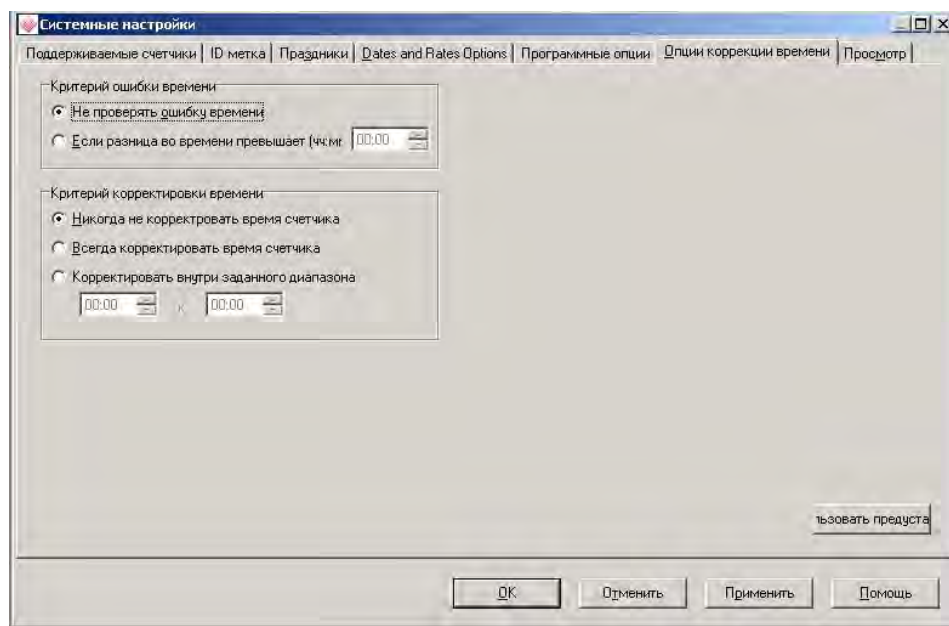 Системные настройки
Поддерживаемые счетчики ID метка Праздники Dates and Rates Options Программные опции Опции коррекции времени Просмотр
Критерий ошибки времени
Не проверять ошибку времени
Если разница во времени превышает (чч:мг 00:00
Критерий корректировки времени
Никогда не корректровать время счетчика
Всегда корректировать время счетчика
Корректировать внутри заданного диапазона
00:00 к 00:00
ьзовать предуста
OK Отменить Применить Помощь